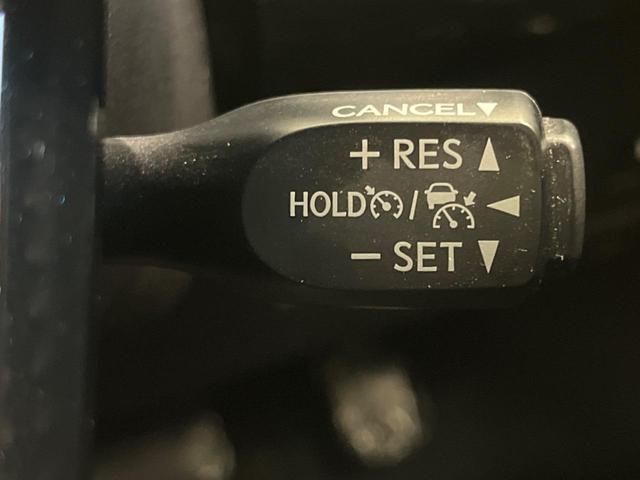 CANCEL▼
+ RES ▲
HOLD / ◀
− SET ▼